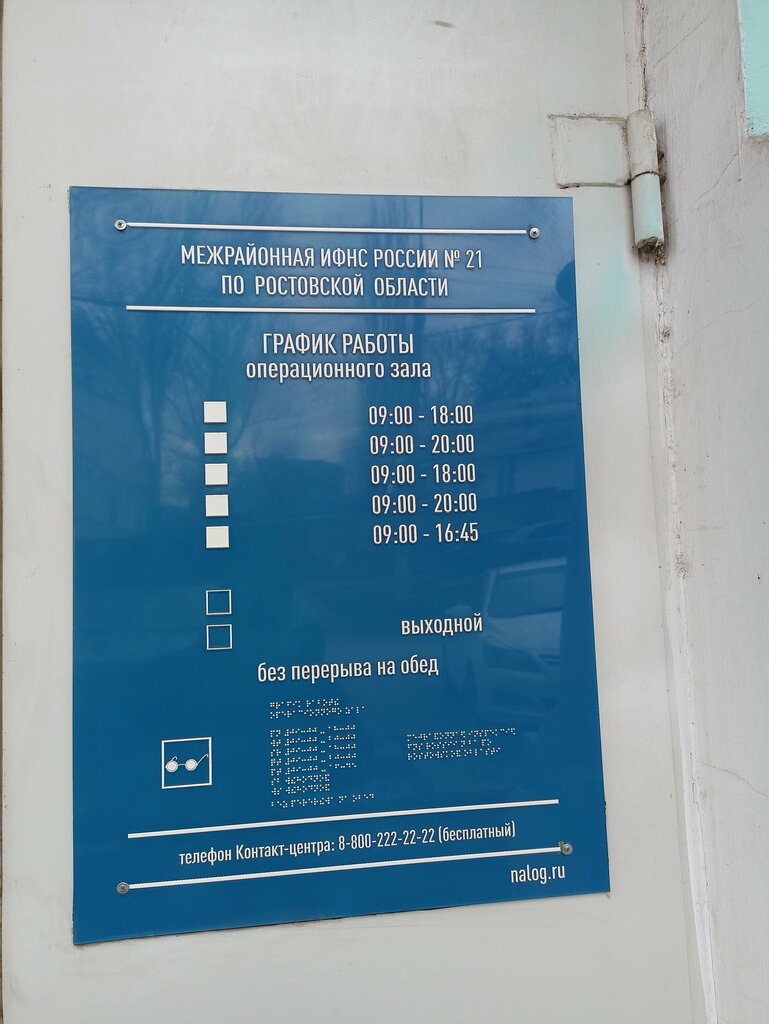 МЕЖРАЙОННАЯ ИФНС РОССИИ № 21
ПО РОСТОВСКОЙ ОБЛАСТИ
ГРАФИК РАБОТЫ
операционного зала
09:00 - 18:00
09:00 - 20:00
09:00 - 18:00
09:00 - 20:00
09:00 - 16:45
выходной
без перерыва на обед
телефон Контакт-центра: 8-800-222-22-22 (бесплатный)
nalog.ru